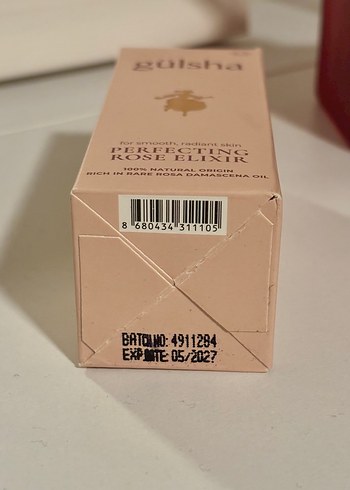 gülsha
for smooth, radiant skin
PERFECTING
ROSE ELIXIR
100% NATURAL ORIGIN
RICH IN RARE ROSA DAMASCENA OIL
8 680434 311105
BATCH NO: 4911284
EXP.DATE: 05/2027